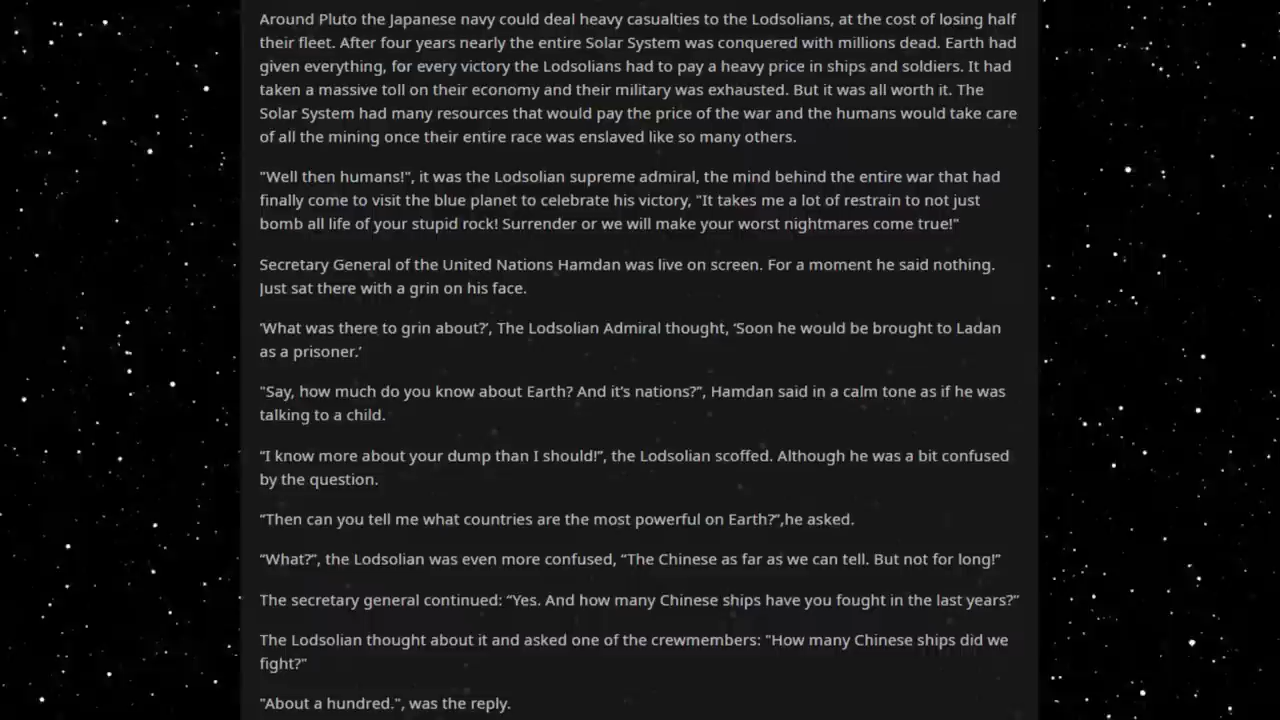 Around Pluto the Japanese navy could deal heavy casualties to the Lodsolians, at the cost of losing half
their fleet. After four years nearly the entire Solar System was conquered with millions dead. Earth had
given everything, for every victory the Lodsolians had to pay a heavy price in ships and soldiers. It had
taken a massive toll on their economy and their military was exhausted. But it was all worth it. The
Solar System had many resources that would pay the price of the war and the humans would take care
of all the mining once their entire race was enslaved like so many others.
"Well then humans!", it was the Lodsolian supreme admiral, the mind behind the entire war that had
finally come to visit the blue planet to celebrate his victory, "It takes me a lot of restrain to not just
bomb all life of your stupid rock! Surrender or we will make your worst nightmares come true!"
Secretary General of the United Nations Hamdan was live on screen. For a moment he said nothing.
Just sat there with a grin on his face.
‘What was there to grin about?’, The Lodsolian Admiral thought, ‘Soon he would be brought to Ladan
as a prisoner.’
"Say, how much do you know about Earth? And it’s nations?”, Hamdan said in a calm tone as if he was
talking to a child.
“I know more about your dump than I should!”, the Lodsolian scoffed. Although he was a bit confused
by the question.
“Then can you tell me what countries are the most powerful on Earth?”,he asked.
“What?”, the Lodsolian was even more confused, “The Chinese as far as we can tell. But not for long!”
The secretary general continued: “Yes. And how many Chinese ships have you fought in the last years?”
The Lodsolian thought about it and asked one of the crewmembers: "How many Chinese ships did we
fight?"
"About a hundred.", was the reply.